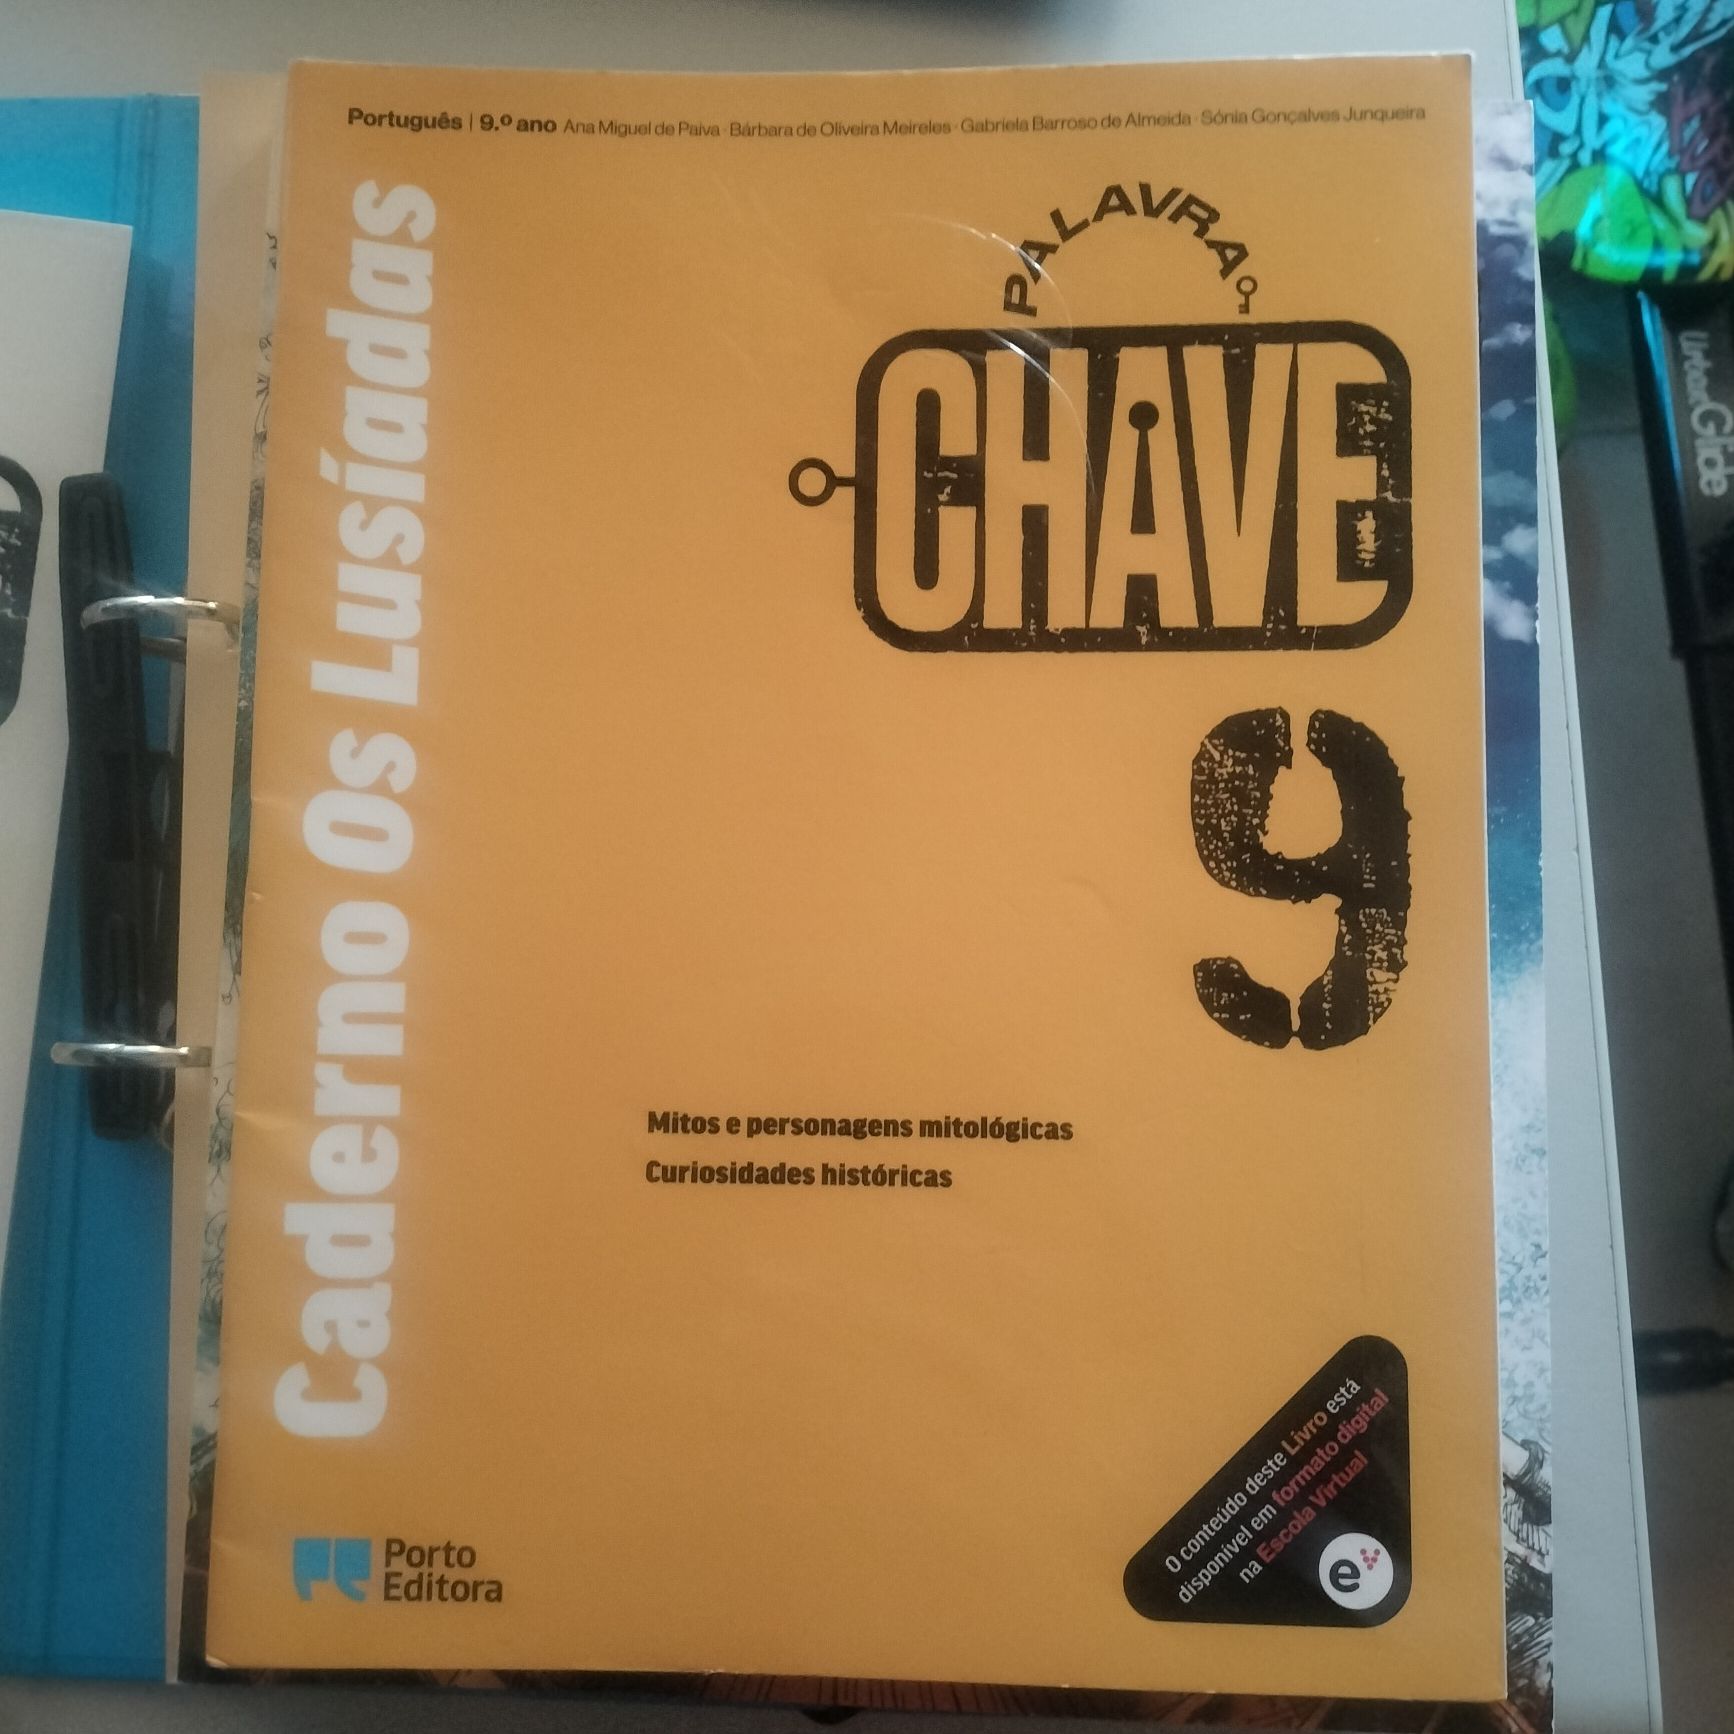 Português | 9.º ano Ana Miguel de Paiva · Bárbara de Oliveira Meireles · Gabriela Barroso de Almeida · Sónia Gonçalves Junqueira
Caderno Os Lusíadas
PALAVRA
CHAVE
9
Mitos e personagens mitológicas
Curiosidades históricas
O conteúdo deste Livro está
disponível em formato digital
na Escola Virtual
e
Porto
Editora
UrbanGlide